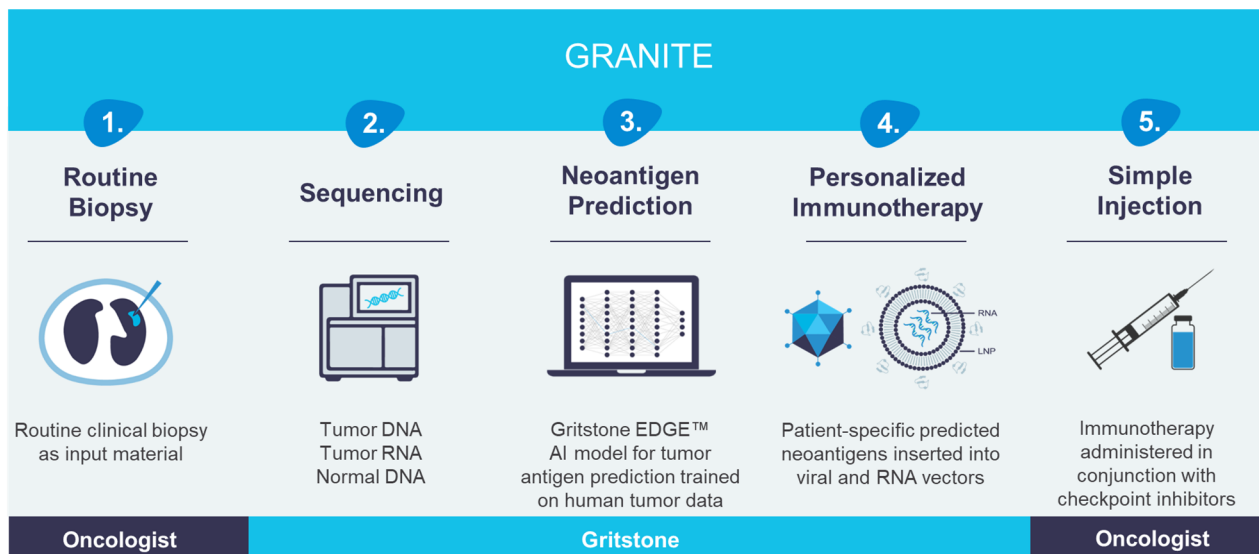 GRANITE
1.
Routine
Biopsy
Routine clinical biopsy
as input material
2.
Sequencing
Tumor DNA
Tumor RNA
Normal DNA
3.
Neoantigen
Prediction
Gritstone EDGE™
AI model for tumor
antigen prediction trained
on human tumor data
4.
Personalized
Immunotherapy
RNA
LNP
Patient-specific predicted
neoantigens inserted into
viral and RNA vectors
5.
Simple
Injection
Immunotherapy
administered in
conjunction with
checkpoint inhibitors
Oncologist
Gritstone
Oncologist